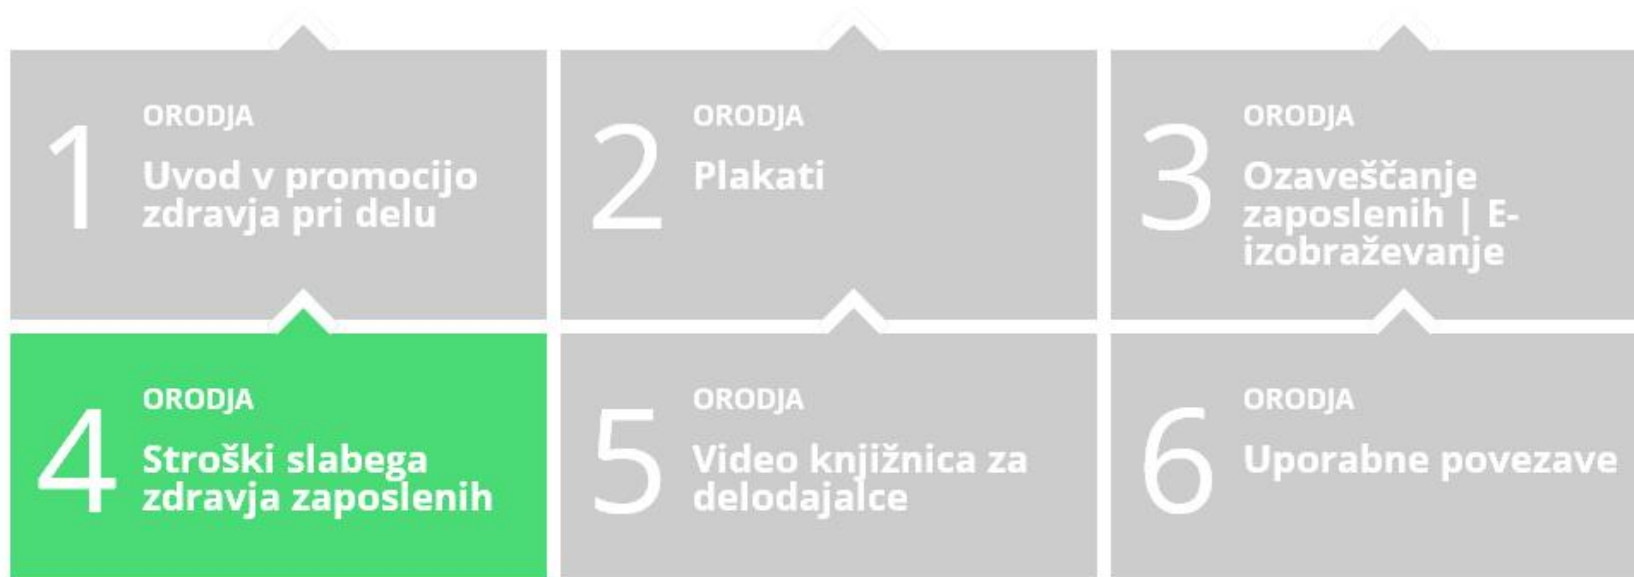 1
ORODJA
Uvod v promocijo
zdravja pri delu
2
ORODJA
Plakati
3
ORODJA
Ozaveščanje
zaposlenih | E-
izobraževanje
4
ORODJA
Stroški slabega
zdravja zaposlenih
5
ORODJA
Video knjižnica za
delodajalce
6
ORODJA
Uporabne povezave